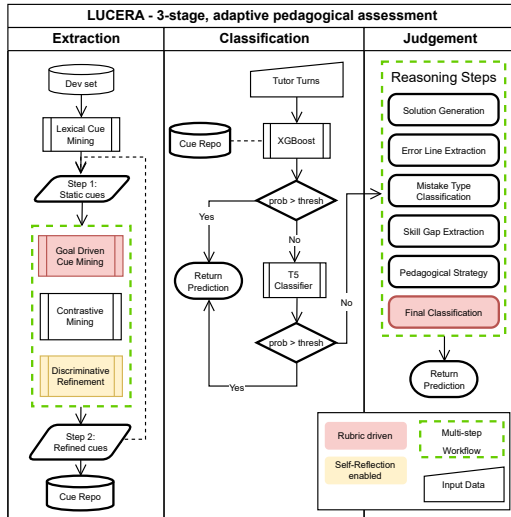 LUCERA - 3-stage, adaptive pedagogical assessment
Extraction
Dev set
Lexical Cue
Mining
Step 1:
Static cues
Goal Driven
Cue Mining
Contrastive
Mining
Discriminative
Refinement
Step 2:
Refined cues
Cue Repo
Classification
Tutor Turns
Cue Repo
XGBoost
prob > thresh
Yes
No
Return
Prediction
T5
Classifier
No
prob > thresh
Yes
Judgement
Reasoning Steps
Solution Generation
Error Line Extraction
Mistake Type
Classification
Skill Gap Extraction
Pedagogical Strategy
Final Classification
Return
Prediction
Rubric driven
Multi-step
Workflow
Self-Reflection
enabled
Input Data